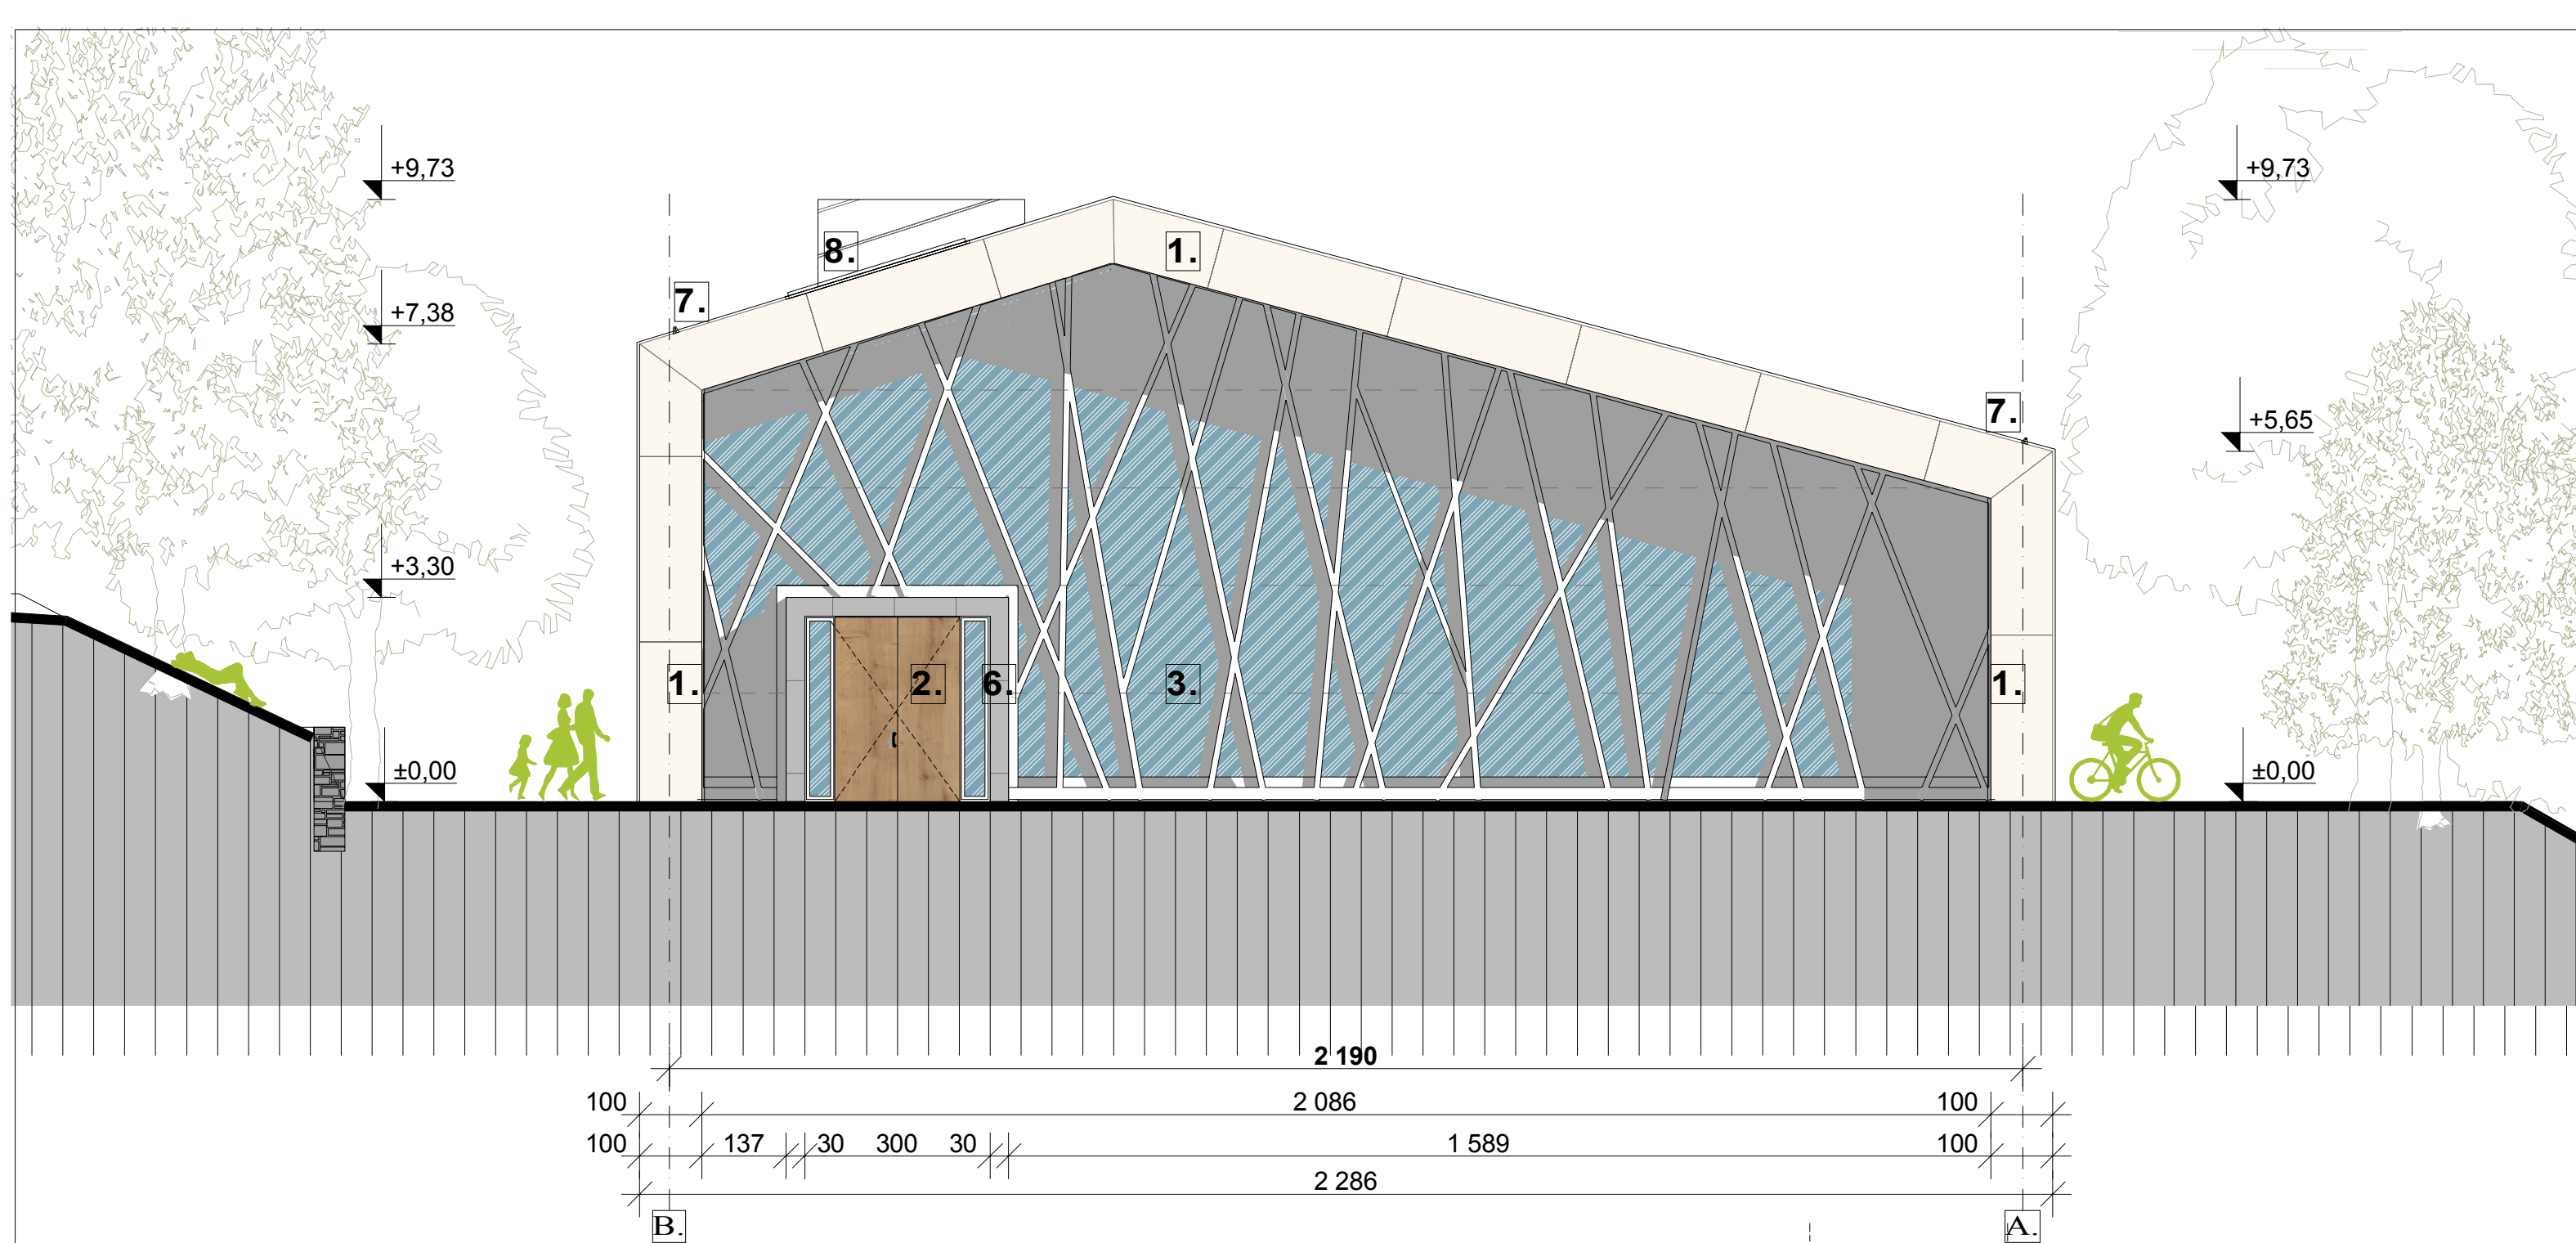 +9,73 +9,73
8. 1.
7.
+7,38
7.
+5,65
+3,30
1. 2. 6. 3. 1.
±0,00 ±0,00
2 190
100 2 086 100
100 137 30 300 30 1 589 100
2 286
B. A.